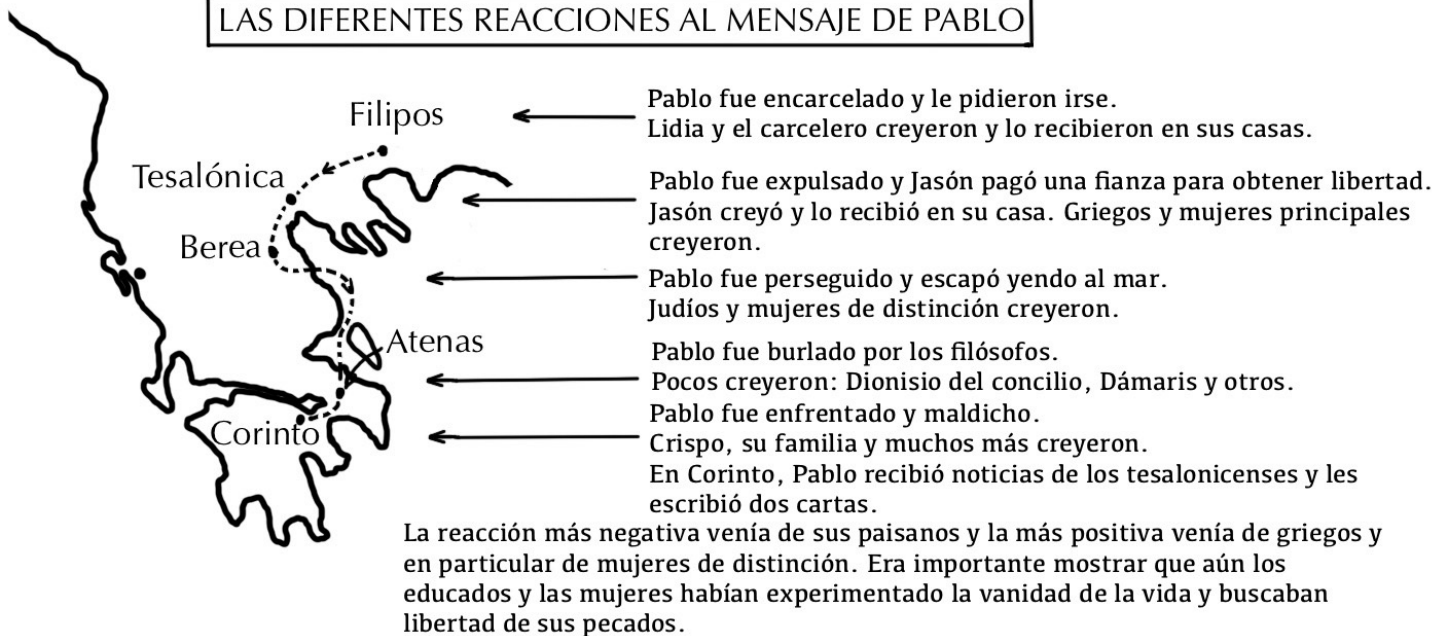 LAS DIFERENTES REACCIONES AL MENSAJE DE PABLO
Filipos
Pablo fue encarcelado y le pidieron irse.
Lidia y el carcelero creyeron y lo recibieron en sus casas.
Tesalónica
Pablo fue expulsado y Jasón pagó una fianza para obtener libertad.
Jasón creyó y lo recibió en su casa. Griegos y mujeres principales
creyeron.
Berea
Pablo fue perseguido y escapó yendo al mar.
Judíos y mujeres de distinción creyeron.
Atenas
Pablo fue burlado por los filósofos.
Pocos creyeron: Dionisio del concilio, Dámaris y otros.
Corinto
Pablo fue enfrentado y maldicho.
Crispo, su familia y muchos más creyeron.
En Corinto, Pablo recibió noticias de los tesalonicenses y les
escribió dos cartas.
La reacción más negativa venía de sus paisanos y la más positiva venía de griegos y
en particular de mujeres de distinción. Era importante mostrar que aún los
educados y las mujeres habían experimentado la vanidad de la vida y buscaban
libertad de sus pecados.